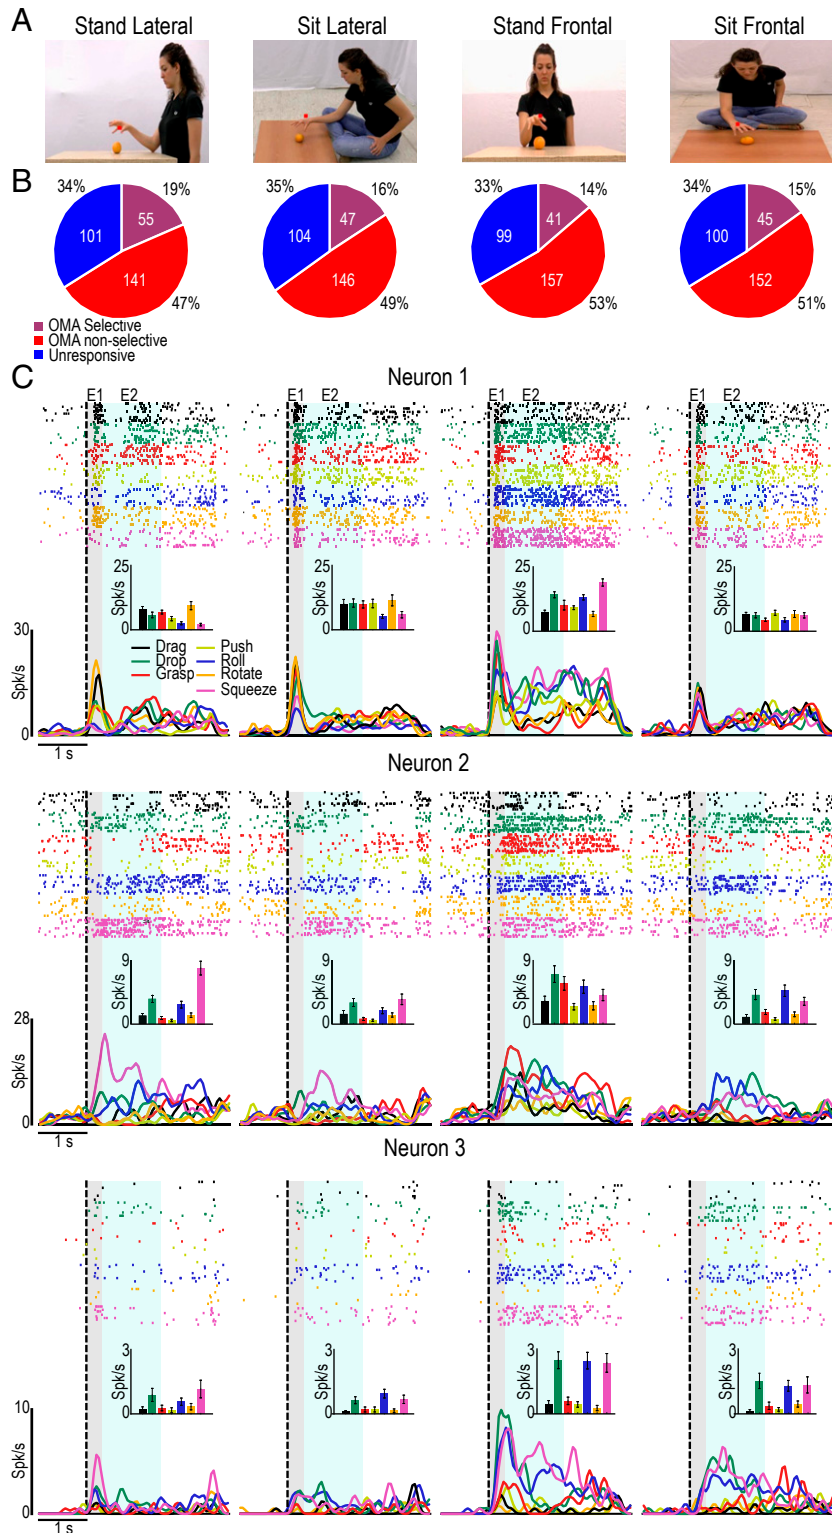 A
Stand Lateral Sit Lateral Stand Frontal Sit Frontal
B
34% 19% 35% 16% 33% 14% 34% 15%
101 55 104 47 99 41 100 45
141 146 157 152
47% 49% 53% 51%
OMA Selective
OMA non-selective
Unresponsive
C
Neuron 1
E1 E2 E1 E2 E1 E2 E1 E2
25 25 25 25
Spk/s Spk/s Spk/s Spk/s
0 0 0 0
30
Spk/s
0
Drag Push
Drop Roll
Grasp Rotate
Squeeze
1 s
Neuron 2
9 9 9 9
Spk/s Spk/s Spk/s Spk/s
0 0 0 0
28
Spk/s
0
1 s
Neuron 3
3 3 3 3
Spk/s Spk/s Spk/s Spk/s
0 0 0 0
10
Spk/s
0
1 s